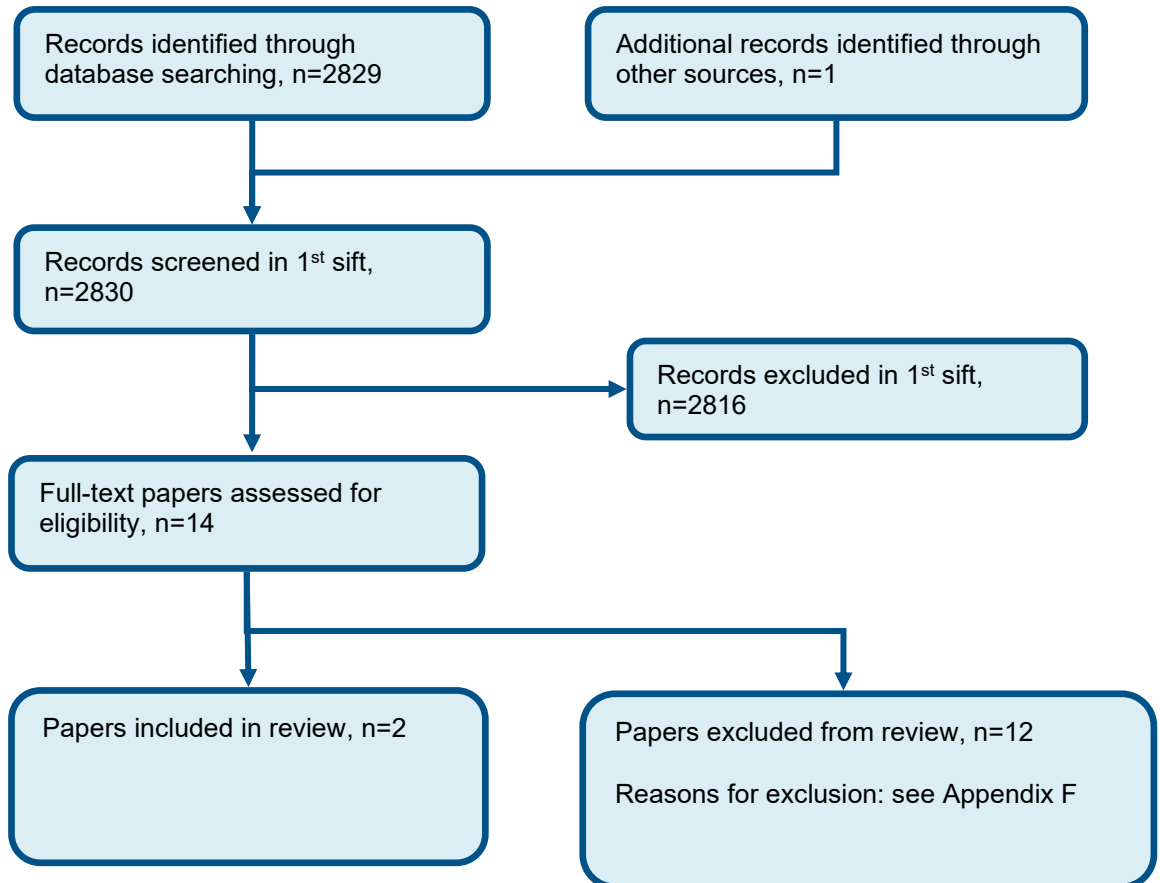 Records identified through
database searching, n=2829
Additional records identified through
other sources, n=1
Records screened in 1st sift,
n=2830
Records excluded in 1st sift,
n=2816
Full-text papers assessed for
eligibility, n=14
Papers included in review, n=2
Papers excluded from review, n=12
Reasons for exclusion: see Appendix F